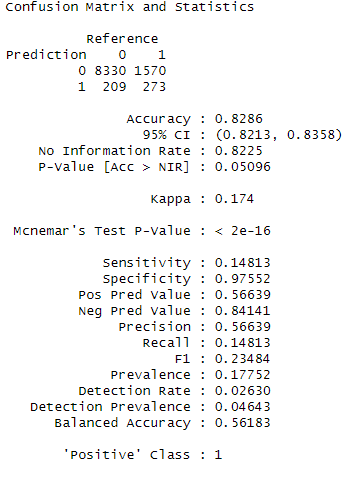 Confusion Matrix and Statistics
Reference
Prediction 0 1
0 8330 1570
1 209 273
Accuracy : 0.8286
95% CI : (0.8213, 0.8358)
No Information Rate : 0.8225
P-Value [Acc > NIR] : 0.05096
Kappa : 0.174
Mcnemar's Test P-Value : < 2e-16
Sensitivity : 0.14813
Specificity : 0.97552
Pos Pred Value : 0.56639
Neg Pred Value : 0.84141
Precision : 0.56639
Recall : 0.14813
F1 : 0.23484
Prevalence : 0.17752
Detection Rate : 0.02630
Detection Prevalence : 0.04643
Balanced Accuracy : 0.56183
'Positive' Class : 1